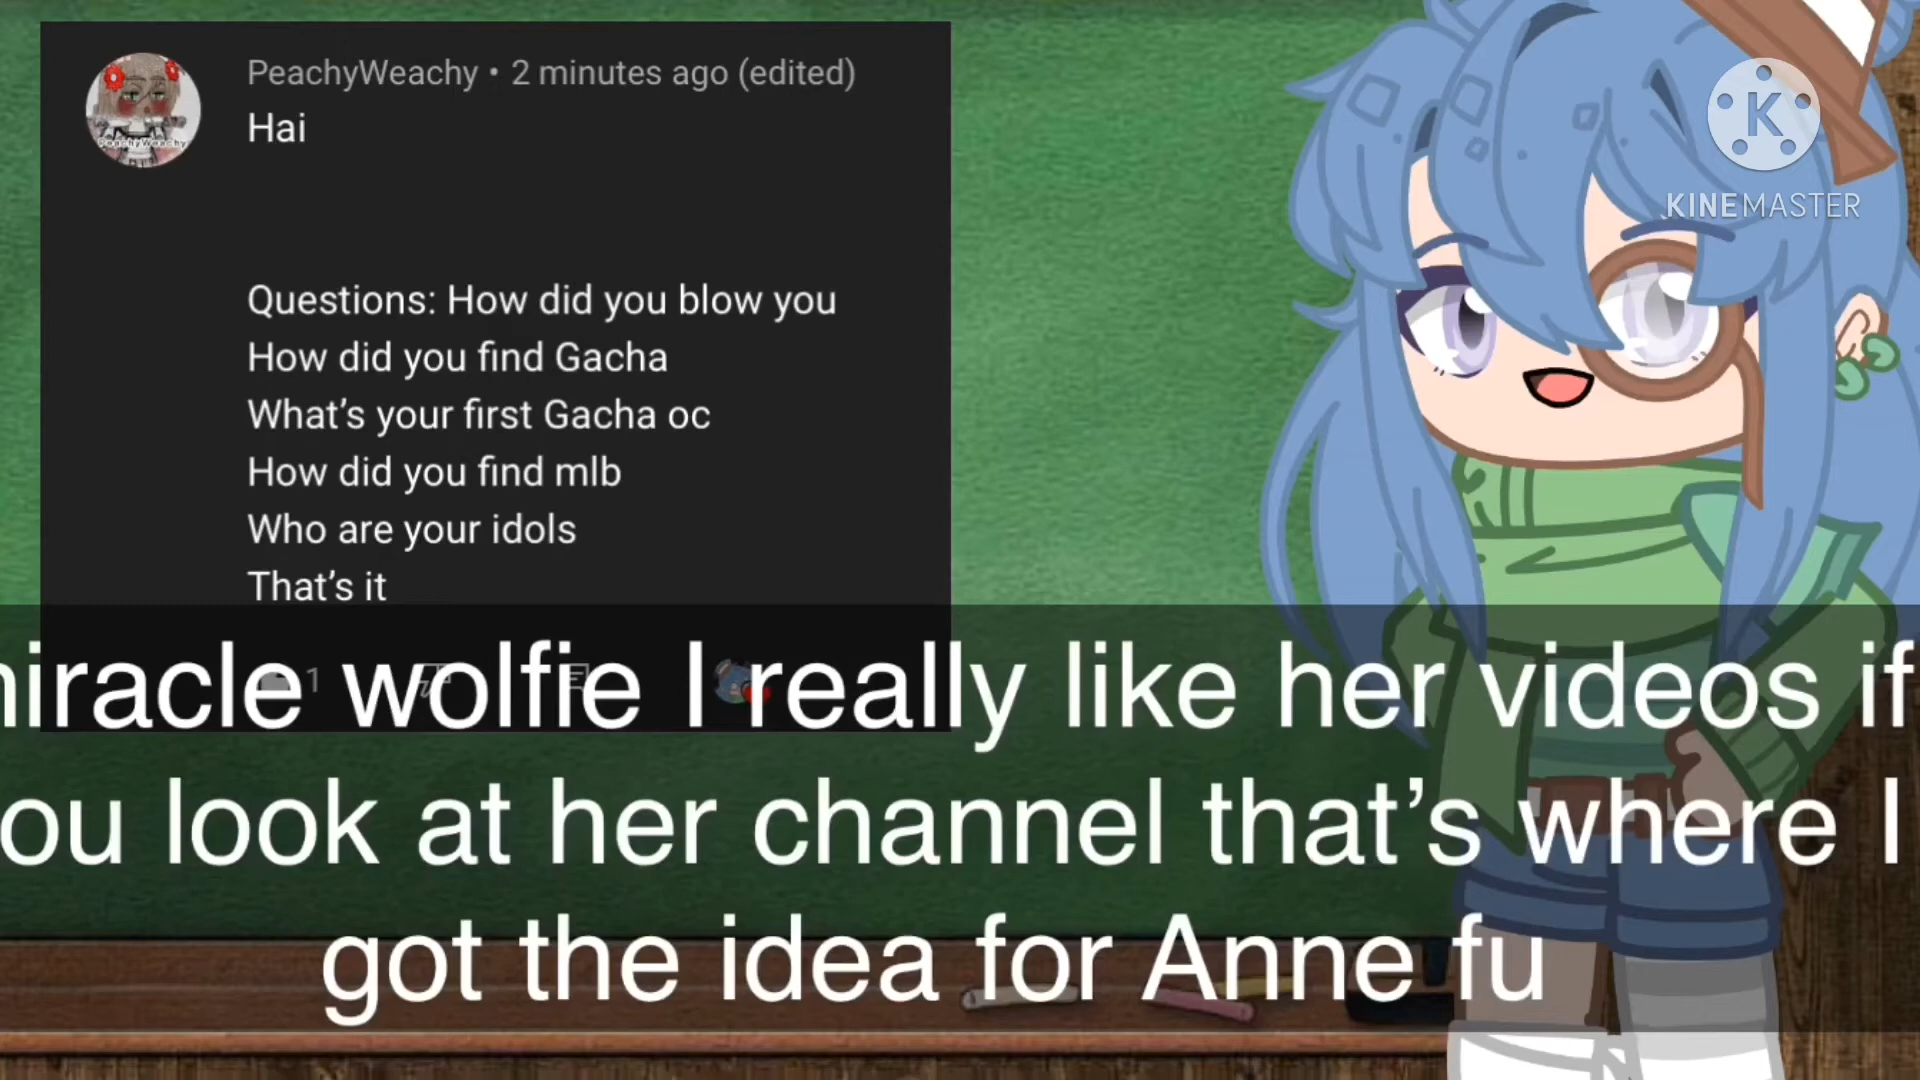 PeachyWeachy • 2 minutes ago (edited)
Hai
Questions: How did you blow you
How did you find Gacha
What's your first Gacha oc
How did you find mlb
Who are your idols
That's it
1
iracle wolfie I really like her videos if
ou look at her channel that's where I
got the idea for Anne fu
K
KINEMASTER
PeachyWeachy